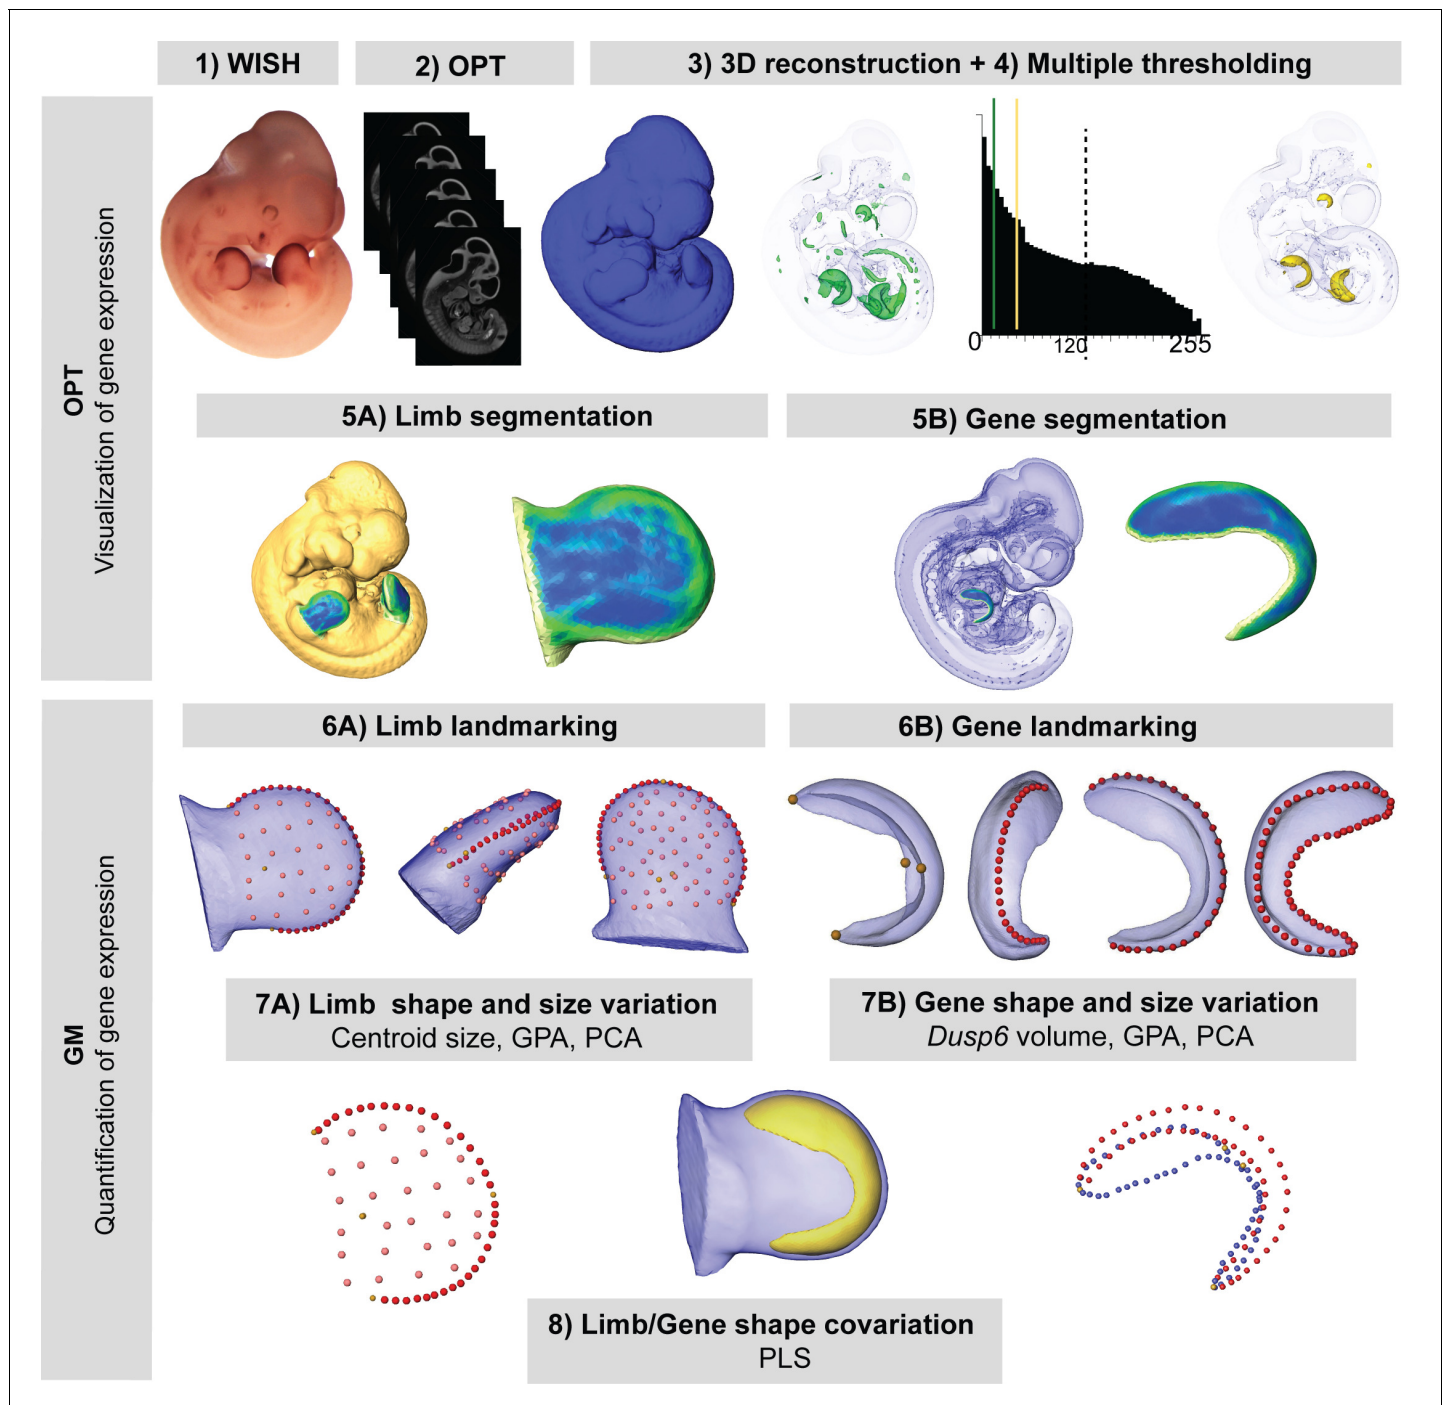 1) WISH
2) OPT
3) 3D reconstruction + 4) Multiple thresholding
OPT
Visualization of gene expression
0
120
255
5A) Limb segmentation
5B) Gene segmentation
GM
Quantification of gene expression
6A) Limb landmarking
6B) Gene landmarking
7A) Limb shape and size variation
Centroid size, GPA, PCA
7B) Gene shape and size variation
Dusp6 volume, GPA, PCA
8) Limb/Gene shape covariation
PLS